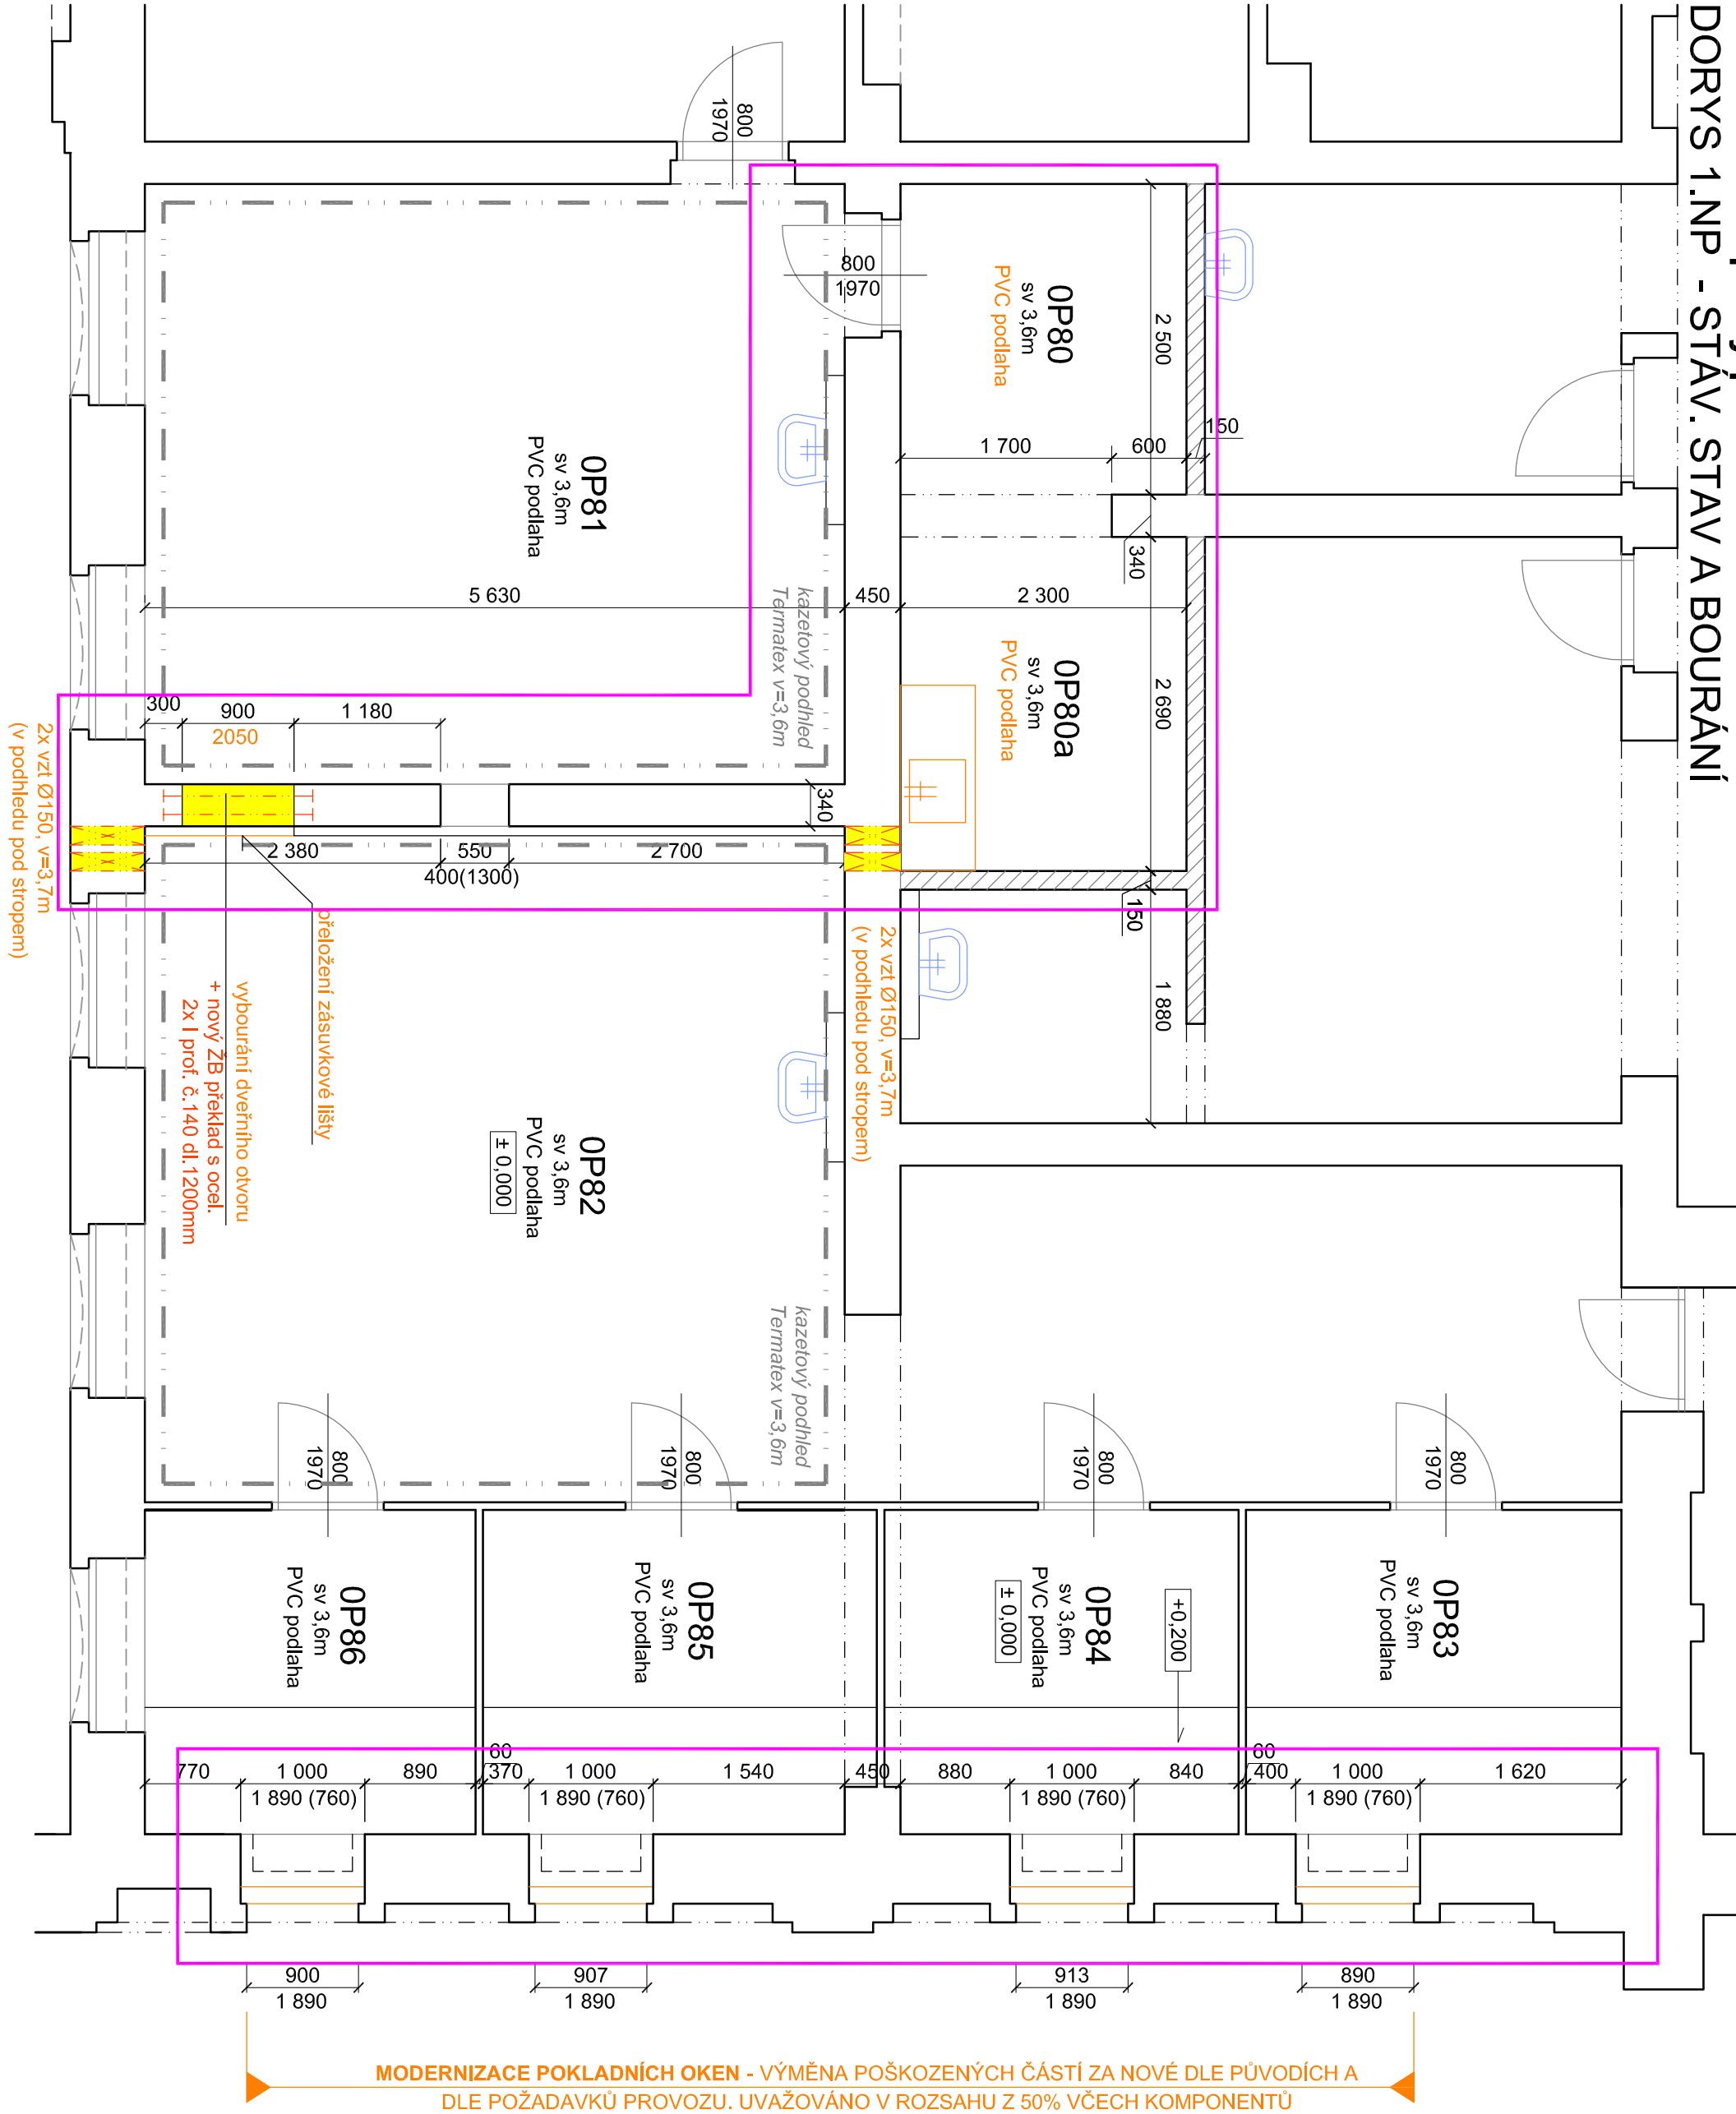 DORYS 1.NP - STÁV. STAV A BOURÁNÍ
800
1970
800
1970
0P80
sv 3,6m
PVC podlaha
2 500
150
1 700
600
340
0P81
sv 3,6m
PVC podlaha
5 630
450
2 300
kazetový podhled
Termatex v=3,6m
0P80a
sv 3,6m
PVC podlaha
2 690
300
900
2050
1 180
340
2x vzt Ø150, v=3,7m
(v podhledu pod stropem)
2 380
550
2 700
400(1300)
150
2x vzt Ø150, v=3,7m
(v podhledu pod stropem)
1 880
přeložení zásuvkové lišty
vybourání dveřního otvoru
+ nový ŽB překlad s ocel.
2x I prof. č.140 dl.1200mm
0P82
sv 3,6m
PVC podlaha
± 0,000
kazetový podhled
Termatex v=3,6m
800
1970
800
1970
800
1970
800
1970
0P86
sv 3,6m
PVC podlaha
0P85
sv 3,6m
PVC podlaha
0P84
sv 3,6m
PVC podlaha
± 0,000
+0,200
0P83
sv 3,6m
PVC podlaha
770
1 000
890
60
370
1 000
1 540
450
880
1 000
840
60
400
1 000
1 620
1 890 (760)
1 890 (760)
1 890 (760)
1 890 (760)
900
1 890
907
1 890
913
1 890
890
1 890
MODERNIZACE POKLADNÍCH OKEN - VÝMĚNA POŠKOZENÝCH ČÁSTÍ ZA NOVÉ DLE PŮVODÍCH A
DLE POŽADAVKŮ PROVOZU. UVAŽOVÁNO V ROZSAHU Z 50% VČECH KOMPONENTŮ